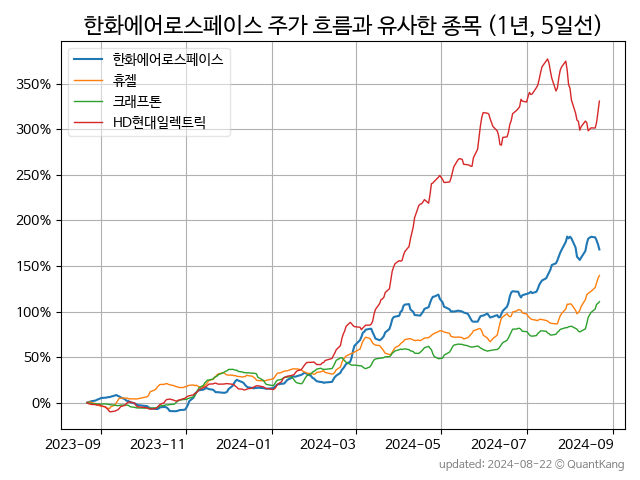 한화에어로스페이스 주가 흐름과 유사한 종목 (1년, 5일선)
한화에어로스페이스
휴젤
크래프톤
HD현대일렉트릭
350%
300%
250%
200%
150%
100%
50%
0%
2023-09 2023-11 2024-01 2024-03 2024-05 2024-07 2024-09
updated: 2024-08-22 © QuantKang